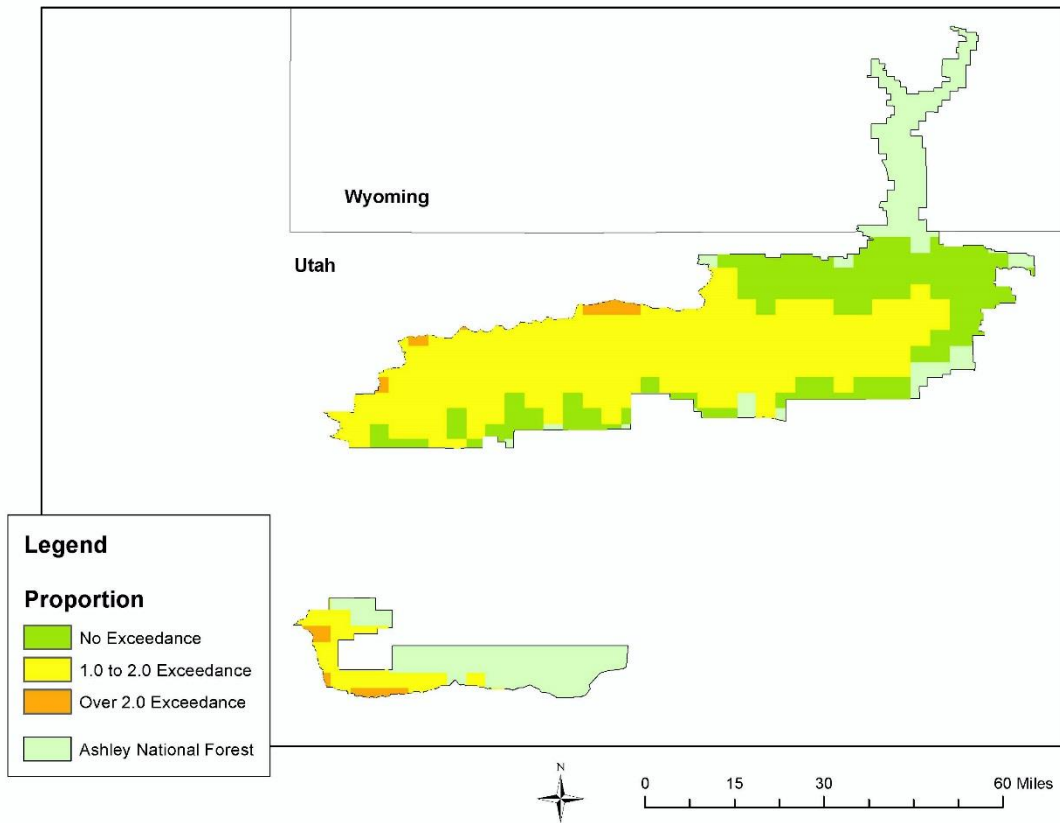 Wyoming
Utah
Legend
Proportion
No Exceedance
1.0 to 2.0 Exceedance
Over 2.0 Exceedance
Ashley National Forest
N
0 15 30 60 Miles